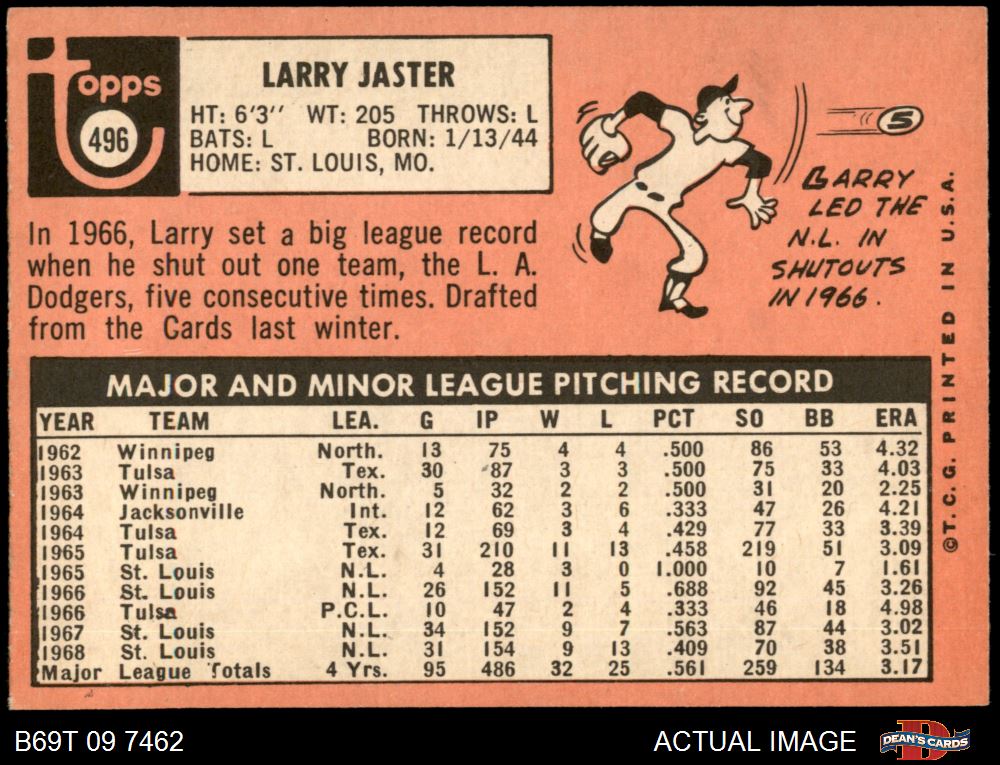 Topps
496
LARRY JASTER
HT: 6'3" WT: 205 THROWS: L
BATS: L BORN: 1/13/44
HOME: ST. LOUIS, MO.
In 1966, Larry set a big league record
when he shut out one team, the L. A.
Dodgers, five consecutive times. Drafted
from the Cards last winter.
5
BARRY
LED THE
N.L. IN
SHUTOUTS
IN 1966.
MAJOR AND MINOR LEAGUE PITCHING RECORD
YEAR TEAM LEA. G IP W L PCT SO BB ERA
1962 Winnipeg North. 13 75 4 4 .500 86 53 4.32
1963 Tulsa Tex. 30 87 3 3 .500 75 33 4.03
1963 Winnipeg North. 5 32 2 2 .500 31 20 2.25
1964 Jacksonville Int. 12 62 3 6 .333 47 26 4.21
1964 Tulsa Tex. 12 69 3 4 .429 77 33 3.39
1965 Tulsa Tex. 31 210 11 13 .458 219 51 3.09
1965 St. Louis N.L. 4 28 3 0 1.000 10 7 1.61
1966 St. Louis N.L. 26 152 11 5 .688 92 45 3.26
1966 Tulsa P.C.L. 10 47 2 4 .333 46 18 4.98
1967 St. Louis N.L. 34 152 9 7 .563 87 44 3.02
1968 St. Louis N.L. 31 154 9 13 .409 70 38 3.51
Major League Totals 4 Yrs. 95 486 32 25 .561 259 134 3.17
©T.C.G. PRINTED IN U.S.A.
B69T 09 7462
ACTUAL IMAGE
D
DEAN'S CARDS